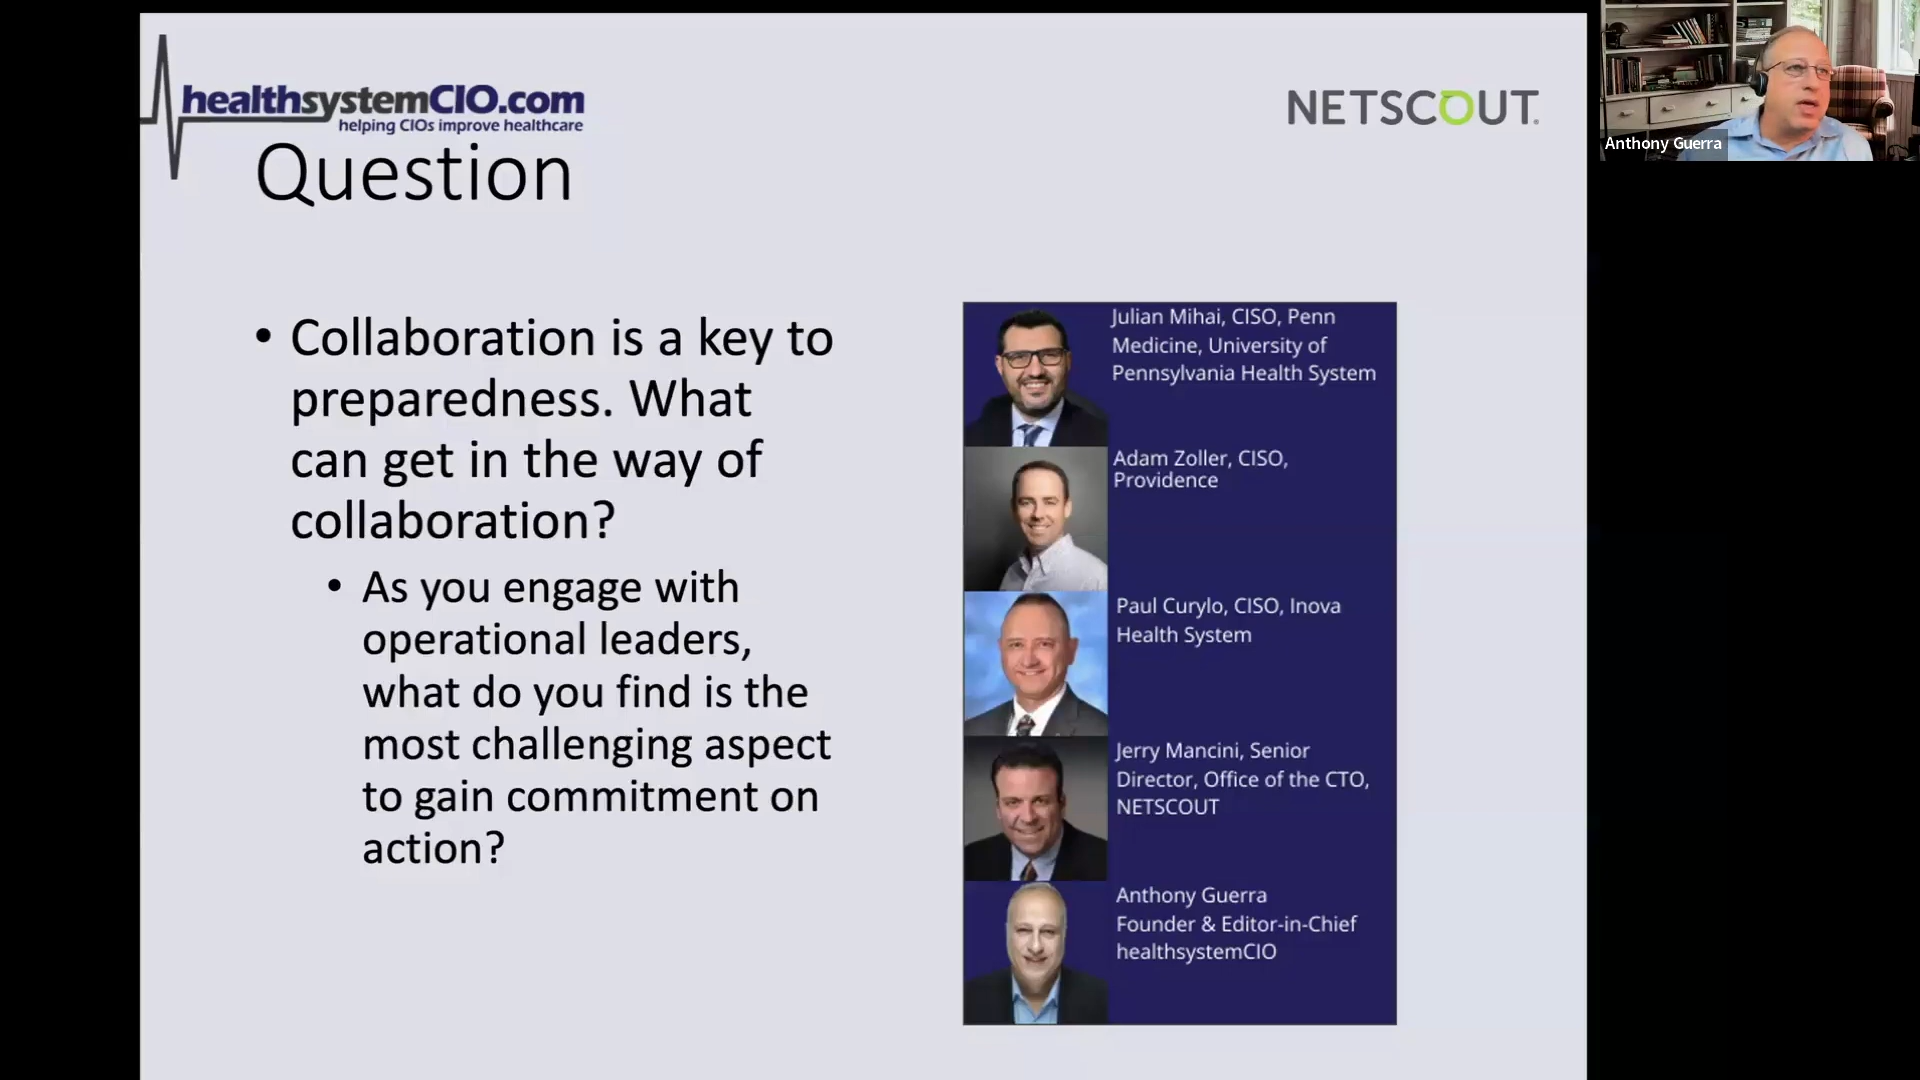 healthsystemCIO.com
helping CIOs improve healthcare
NETSCOUT.
Anthony Guerra
Question
• Collaboration is a key to
preparedness. What
can get in the way of
collaboration?
• As you engage with
operational leaders,
what do you find is the
most challenging aspect
to gain commitment on
action?
Julian Mihai, CISO, Penn
Medicine, University of
Pennsylvania Health System
Adam Zoller, CISO,
Providence
Paul Curylo, CISO, Inova
Health System
Jerry Mancini, Senior
Director, Office of the CTO,
NETSCOUT
Anthony Guerra
Founder & Editor-in-Chief
healthsystemCIO